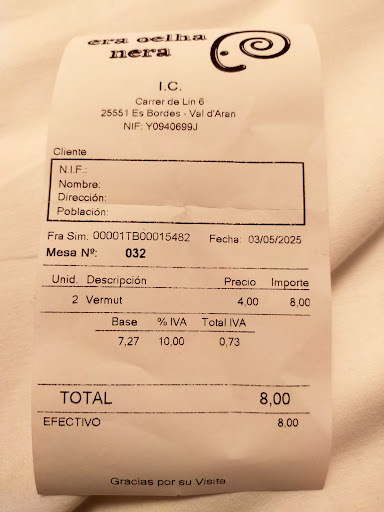 era oelha
nera
I.C.
Carrer de Lin 6
25551 Es Bordes - Val d'Aran
NIF: Y0940699J
Cliente
N.I.F.:
Nombre:
Dirección:
Población:
Fra Sim: 00001TB00015482 Fecha: 03/05/2025
Mesa Nº: 032
Unid. Descripción Precio Importe
2 Vermut 4,00 8,00
Base % IVA Total IVA
7,27 10,00 0,73
TOTAL 8,00
EFECTIVO 8,00
Gracias por su Visita